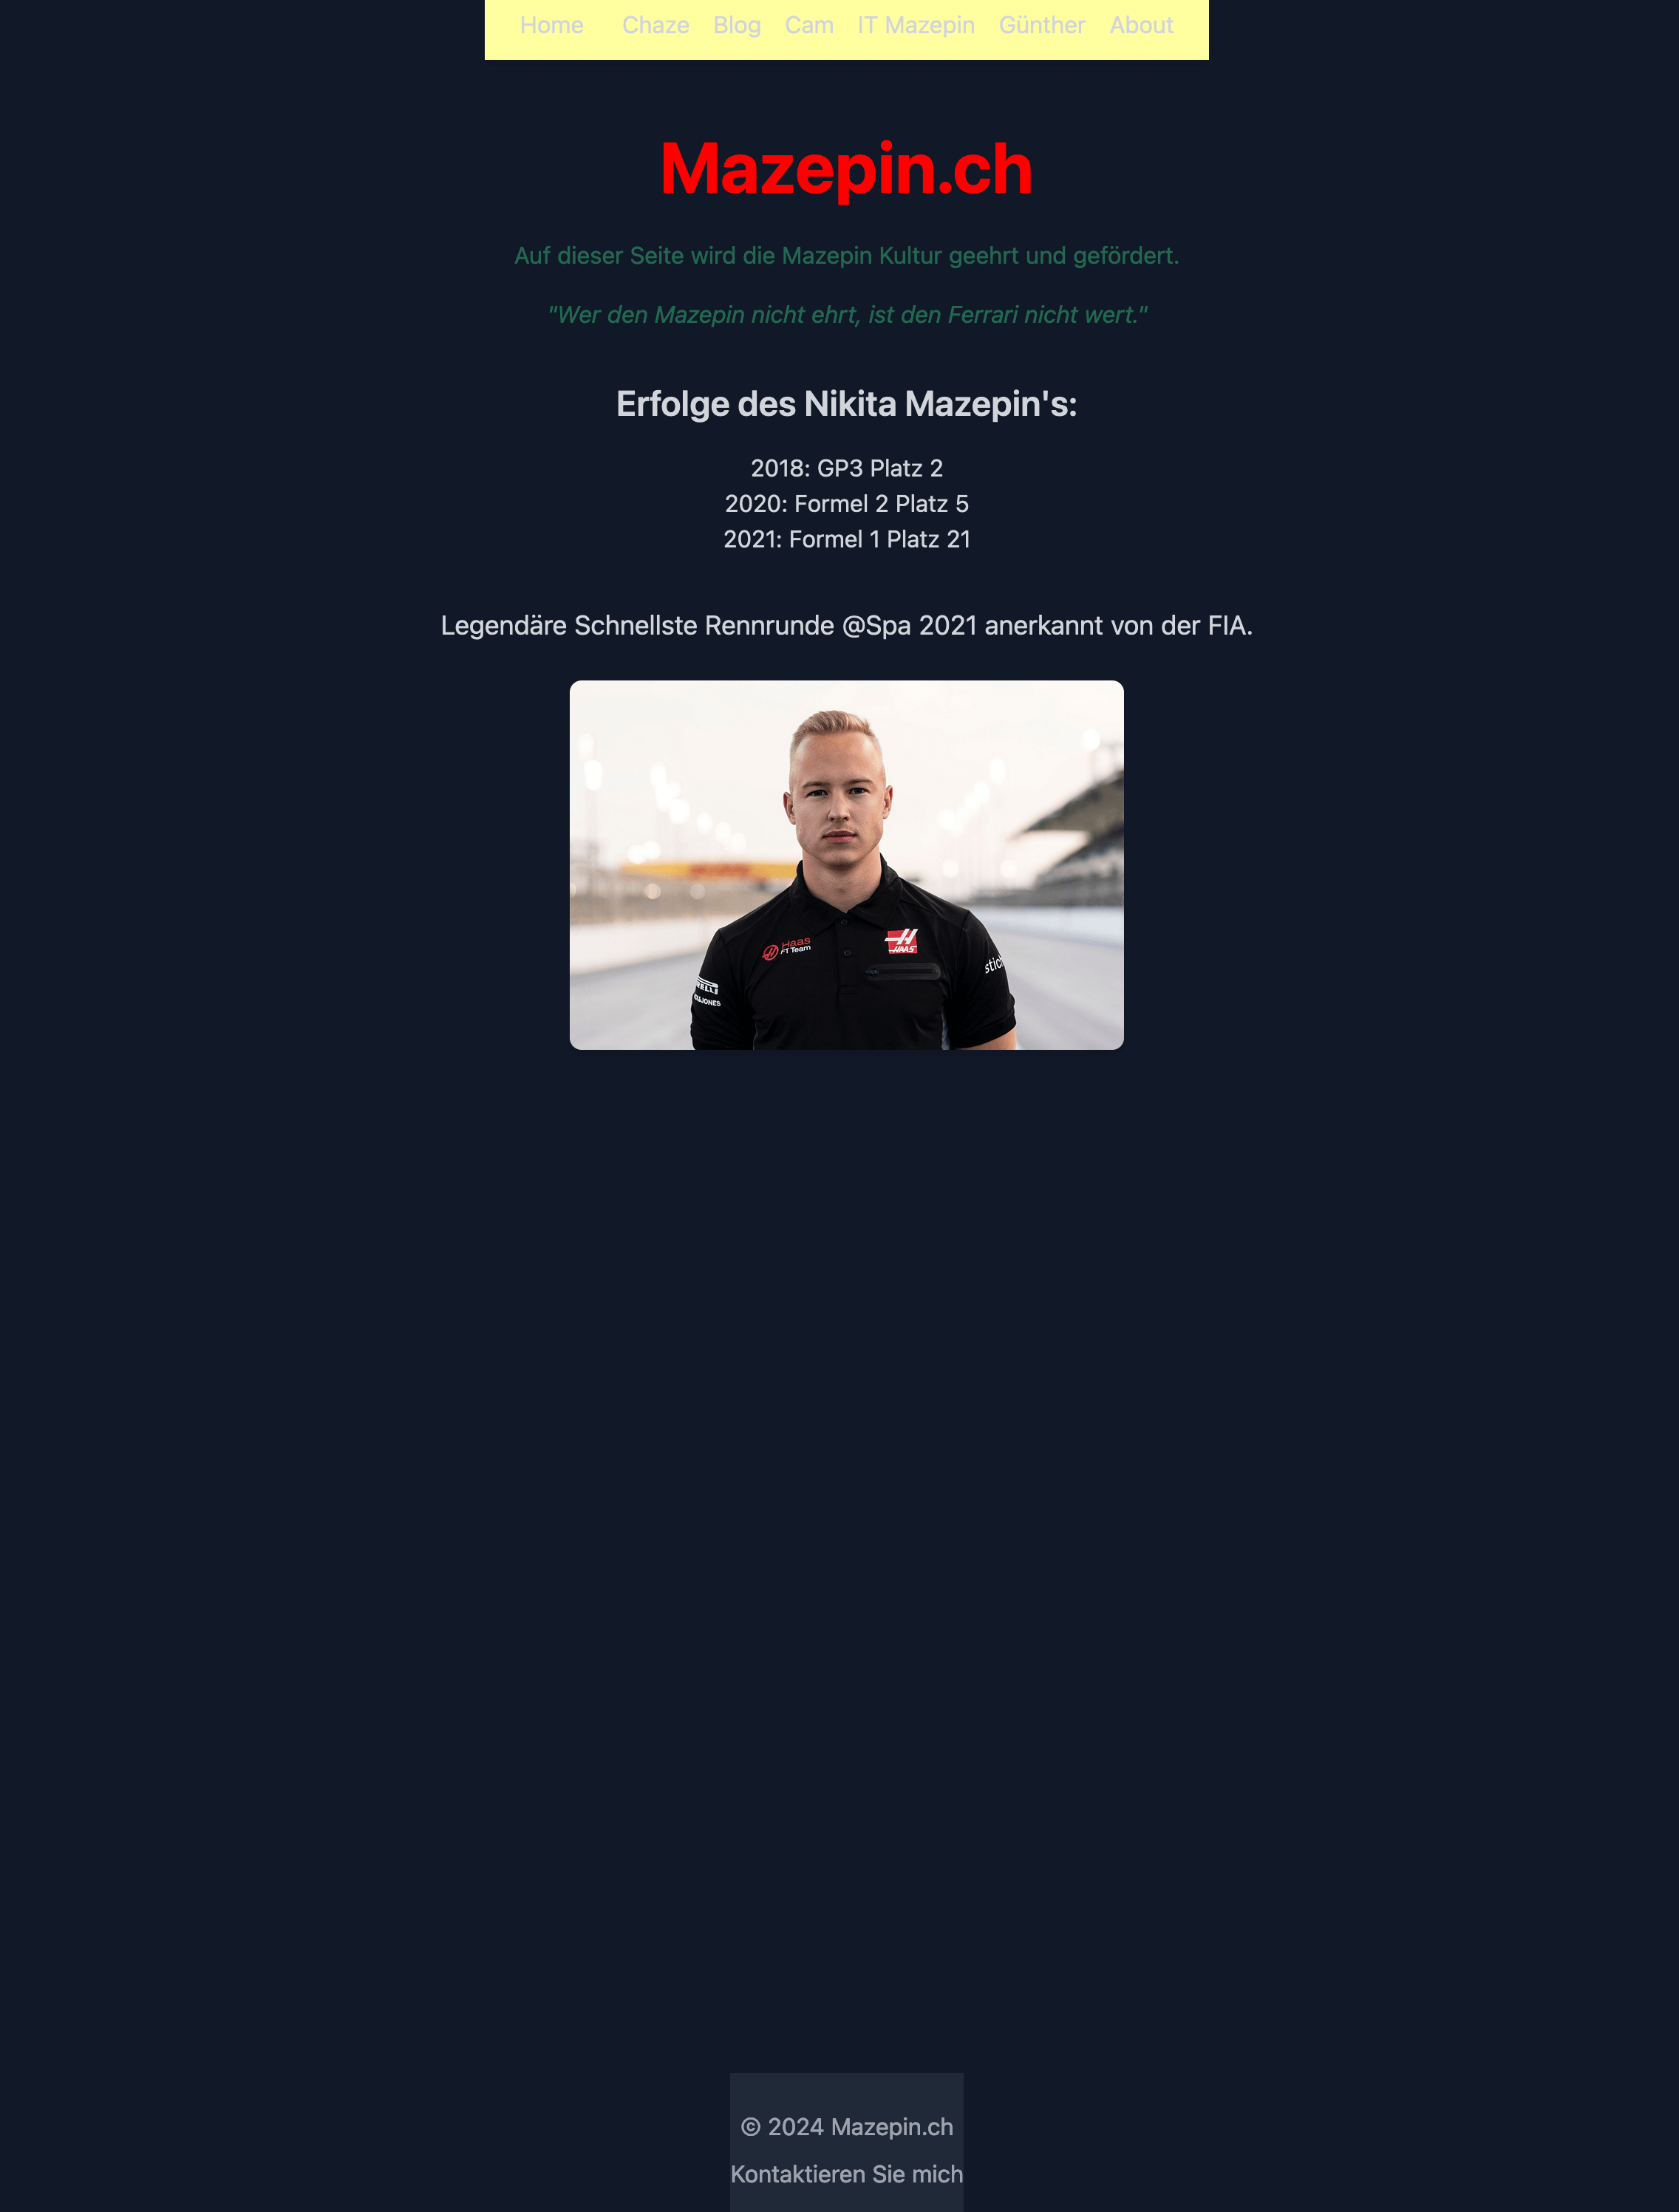 Home Chaze Blog Cam IT Mazepin Günther About
Mazepin.ch
Auf dieser Seite wird die Mazepin Kultur geehrt und gefördert.
"Wer den Mazepin nicht ehrt, ist den Ferrari nicht wert."
Erfolge des Nikita Mazepin's:
2018: GP3 Platz 2
2020: Formel 2 Platz 5
2021: Formel 1 Platz 21
Legendäre Schnellste Rennrunde @Spa 2021 anerkannt von der FIA.
Haas
F1 Team
HAAS
stich
RELLI
&JONES
© 2024 Mazepin.ch
Kontaktieren Sie mich